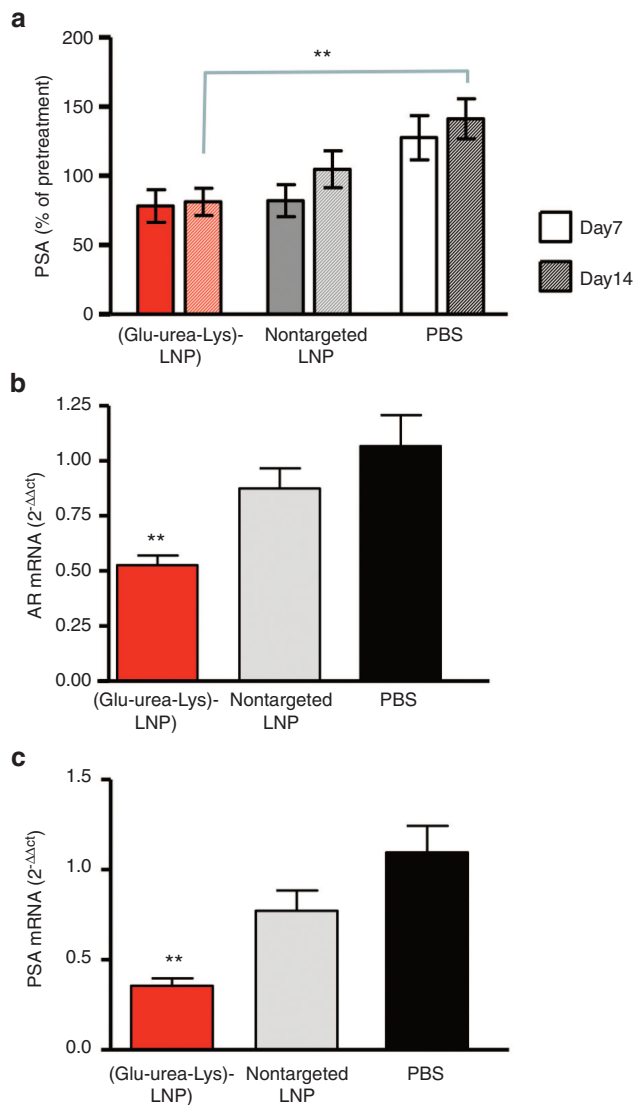 a
200
150
100
50
0
PSA (% of pretreatment)
**
(Glu-urea-Lys)-
LNP)
Nontargeted
LNP
PBS
Day7
Day14
b
1.25
1.00
0.75
0.50
0.25
0.00
AR mRNA (2-ΔΔct)
**
(Glu-urea-Lys)-
LNP)
Nontargeted
LNP
PBS
c
1.5
1.0
0.5
0.0
PSA mRNA (2-ΔΔct)
**
(Glu-urea-Lys)-
LNP)
Nontargeted
LNP
PBS